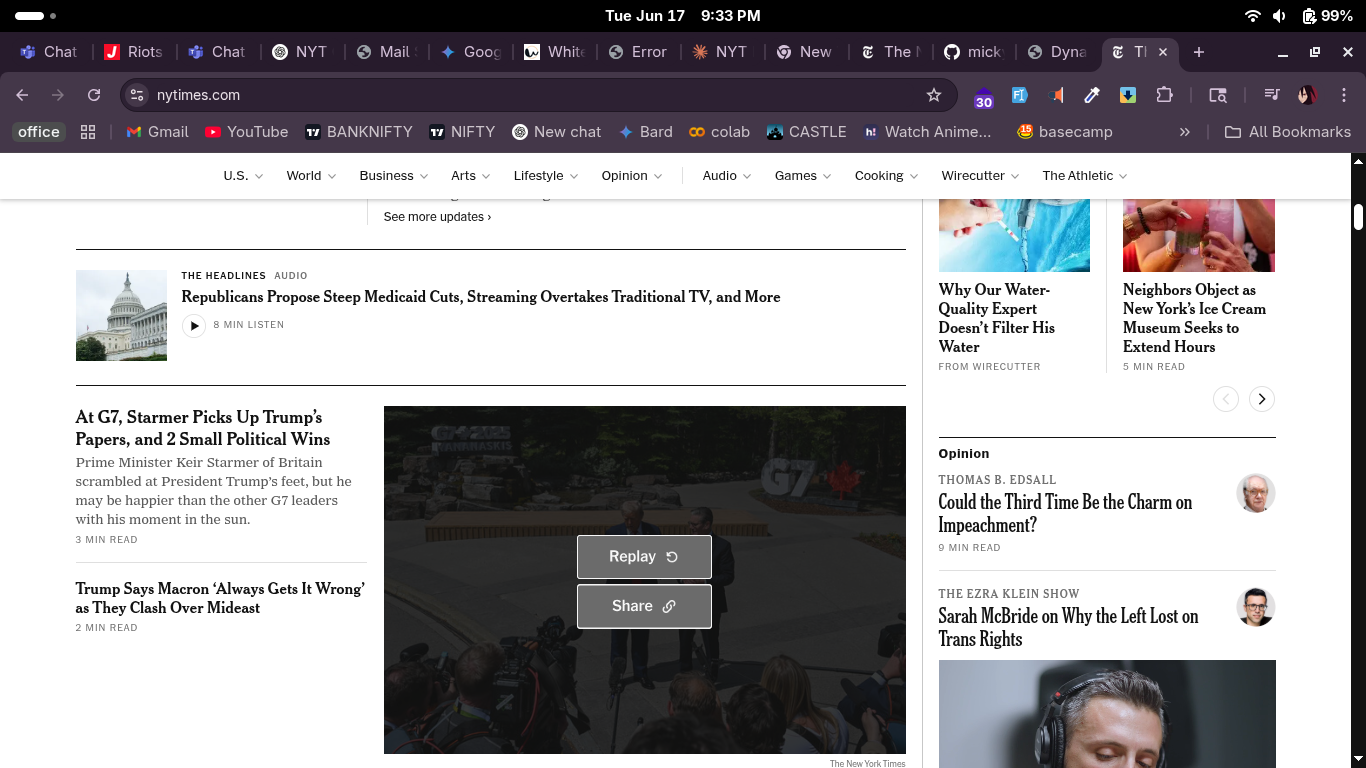 Tue Jun 17 9:33 PM
99%
Chat
Riots
Chat
NYT
Mail
Goog
White
Error
NYT
New
The N
mick
Dyna
Th
nytimes.com
30
office
Gmail
YouTube
BANKNIFTY
NIFTY
New chat
Bard
colab
CASTLE
Watch Anime...
15
basecamp
All Bookmarks
U.S.
World
Business
Arts
Lifestyle
Opinion
Audio
Games
Cooking
Wirecutter
The Athletic
See more updates ›
THE HEADLINES AUDIO
Republicans Propose Steep Medicaid Cuts, Streaming Overtakes Traditional TV, and More
8 MIN LISTEN
At G7, Starmer Picks Up Trump’s
Papers, and 2 Small Political Wins
Prime Minister Keir Starmer of Britain
scrambled at President Trump’s feet, but he
may be happier than the other G7 leaders
with his moment in the sun.
3 MIN READ
Trump Says Macron ‘Always Gets It Wrong’
as They Clash Over Mideast
2 MIN READ
G7 2025
KANANASKIS
G7
Replay
Share
The New York Times
Why Our Water-
Quality Expert
Doesn’t Filter His
Water
FROM WIRECUTTER
Neighbors Object as
New York’s Ice Cream
Museum Seeks to
Extend Hours
5 MIN READ
Opinion
THOMAS B. EDSALL
Could the Third Time Be the Charm on
Impeachment?
9 MIN READ
THE EZRA KLEIN SHOW
Sarah McBride on Why the Left Lost on
Trans Rights